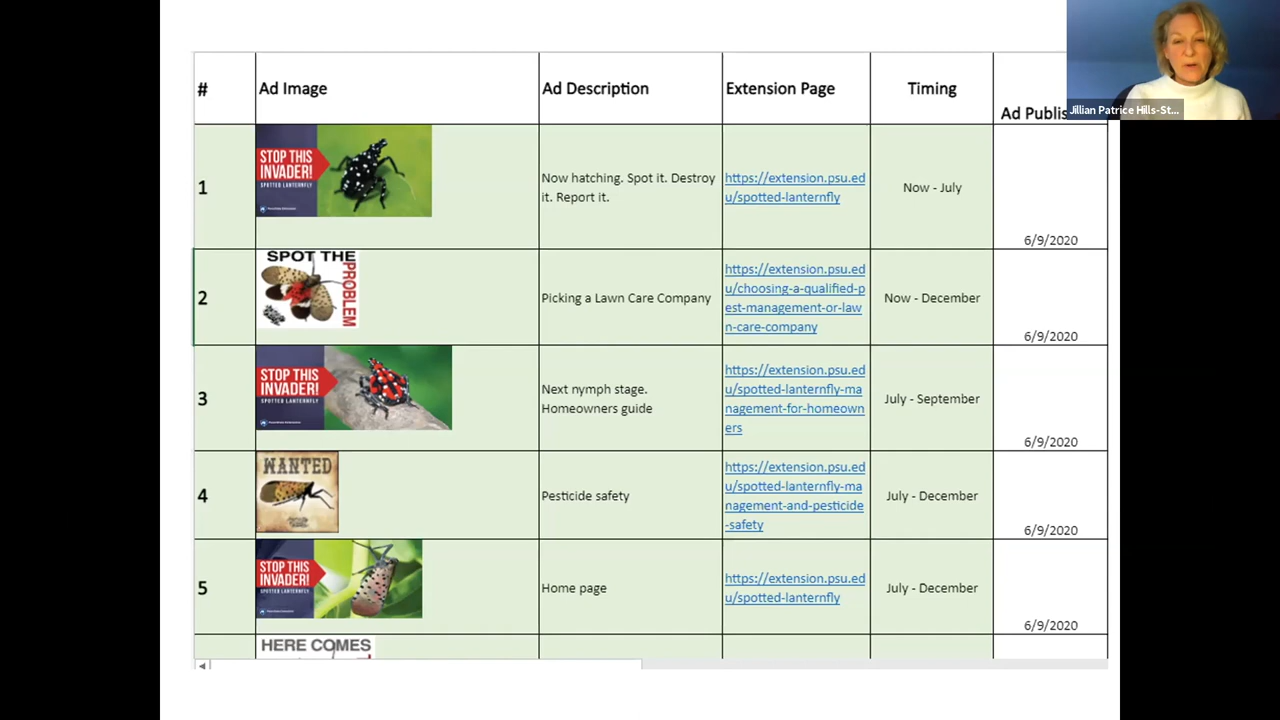 # Ad Image Ad Description Extension Page Timing Ad Publis
Jillian Patrice Hills-St...
1
STOP THIS
INVADER!
SPOTTED LANTERNFLY
Now hatching. Spot it. Destroy
it. Report it.
https://extension.psu.ed
u/spotted-lanternfly
Now - July
6/9/2020
2
SPOT THE
PROBLEM
Picking a Lawn Care Company
https://extension.psu.ed
u/choosing-a-qualified-p
est-management-or-law
n-care-company
Now - December
6/9/2020
3
STOP THIS
INVADER!
SPOTTED LANTERNFLY
Next nymph stage.
Homeowners guide
https://extension.psu.ed
u/spotted-lanternfly-ma
nagement-for-homeown
ers
July - September
6/9/2020
4
WANTED
Pesticide safety
https://extension.psu.ed
u/spotted-lanternfly-ma
nagement-and-pesticide
-safety
July - December
6/9/2020
5
STOP THIS
INVADER!
SPOTTED LANTERNFLY
Home page
https://extension.psu.ed
u/spotted-lanternfly
July - December
6/9/2020
HERE COMES